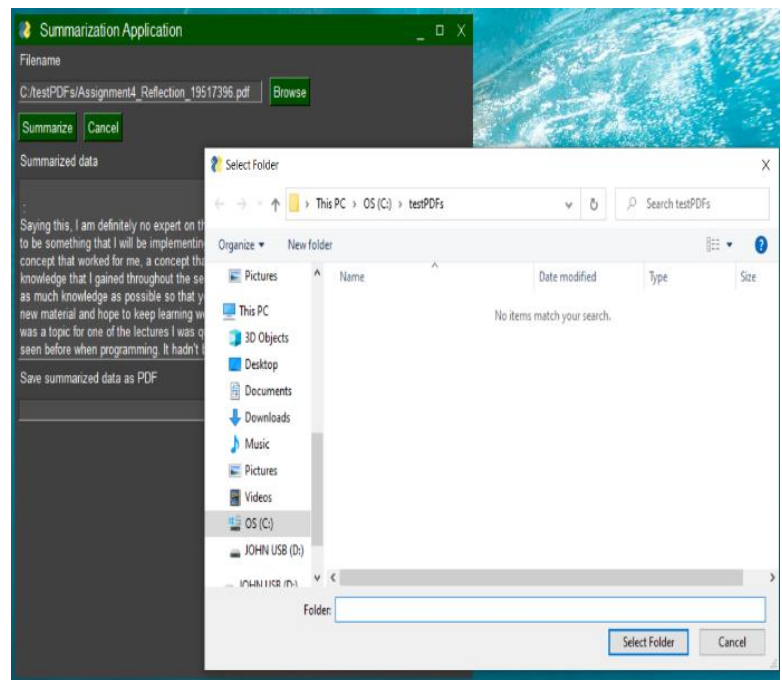 Summarization Application
Filename
C:/testPDFs/Assignment4_Reflection_19517396.pdf Browse
Summarize Cancel
Summarized data
:
Saying this, I am definitely no expert on th
to be something that I will be implementin
concept that worked for me, a concept tha
knowledge that I gained throughout the se
as much knowledge as possible so that y
new material and hope to keep learning w
was a topic for one of the lectures I was q
seen before when programming. It hadn't b
Save summarized data as PDF
Select Folder
This PC > OS (C:) > testPDFs
Search testPDFs
Organize New folder
Name Date modified Type Size
No items match your search.
Pictures
This PC
3D Objects
Desktop
Documents
Downloads
Music
Pictures
Videos
OS (C:)
JOHN USB (D:)
JOHN USB (D:)
Folder:
Select Folder Cancel